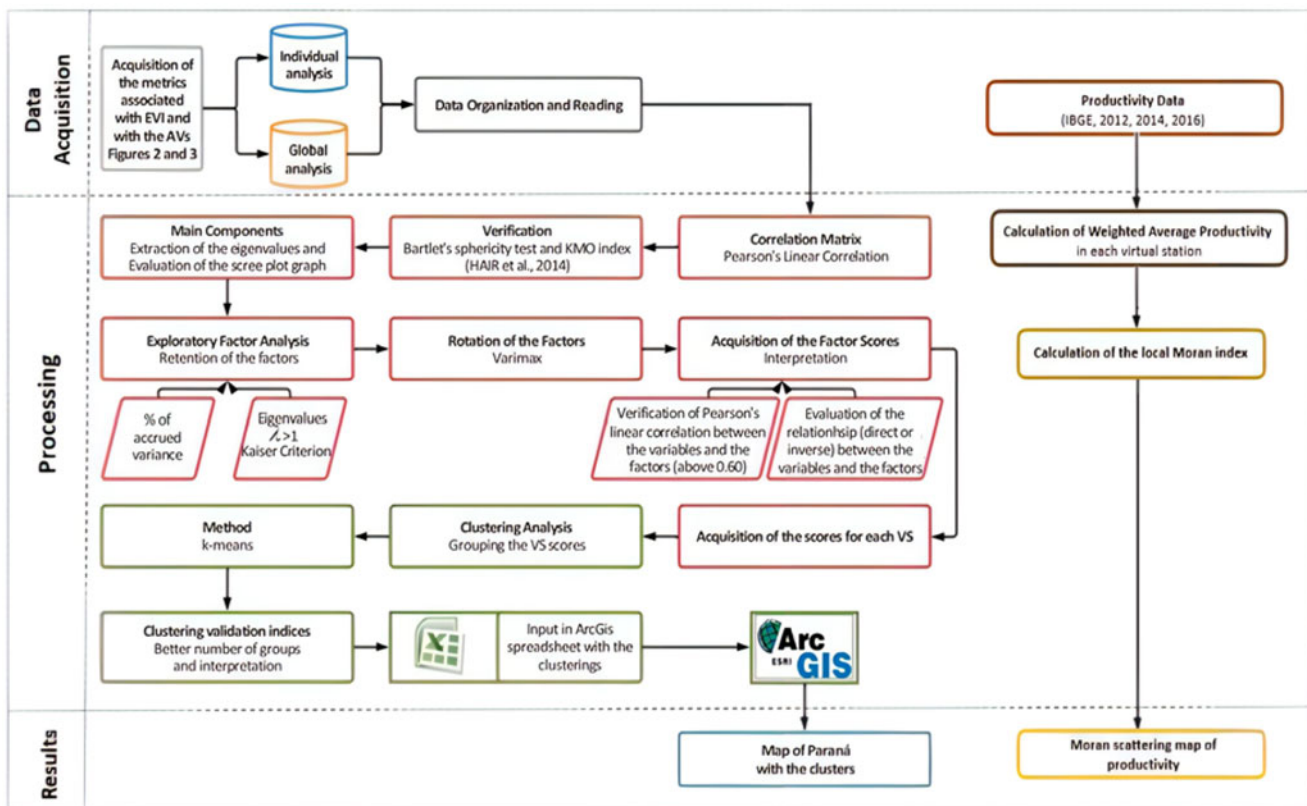 Data
Acquisition
Acquisition of
the metrics
associated
with EVI and
with the AVs
Figures 2 and 3
Individual
analysis
Global
analysis
Data Organization and Reading
Productivity Data
(IBGE, 2012, 2014, 2016)
Processing
Main Components
Extraction of the eigenvalues and
Evaluation of the scree plot graph
Verification
Bartlet's sphericity test and KMO index
(HAIR et al., 2014)
Correlation Matrix
Pearson's Linear Correlation
Calculation of Weighted Average Productivity
in each virtual station
Exploratory Factor Analysis
Retention of the factors
Rotation of the Factors
Varimax
Acquisition of the Factor Scores
Interpretation
Calculation of the local Moran index
% of
accrued
variance
Eigenvalues
λ >1
Kaiser Criterion
Verification of Pearson's
linear correlation between
the variables and the
factors (above 0.60)
Evaluation of the
relationhsip (direct or
inverse) between the
variables and the factors
Method
k-means
Clustering Analysis
Grouping the VS scores
Acquisition of the scores for each VS
Clustering validation indices
Better number of groups
and interpretation
X
Input in ArcGis
spreadsheet with the
clusterings
Arc
ESRI
GIS
Results
Map of Paraná
with the clusters
Moran scattering map of
productivity